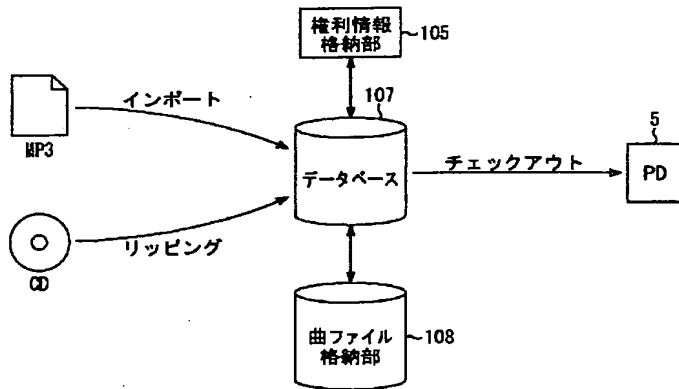 権利情報
格納部
105
インポート
107
5
MP3
データベース
チェックアウト
PD
リッピング
CD
曲ファイル
格納部
108